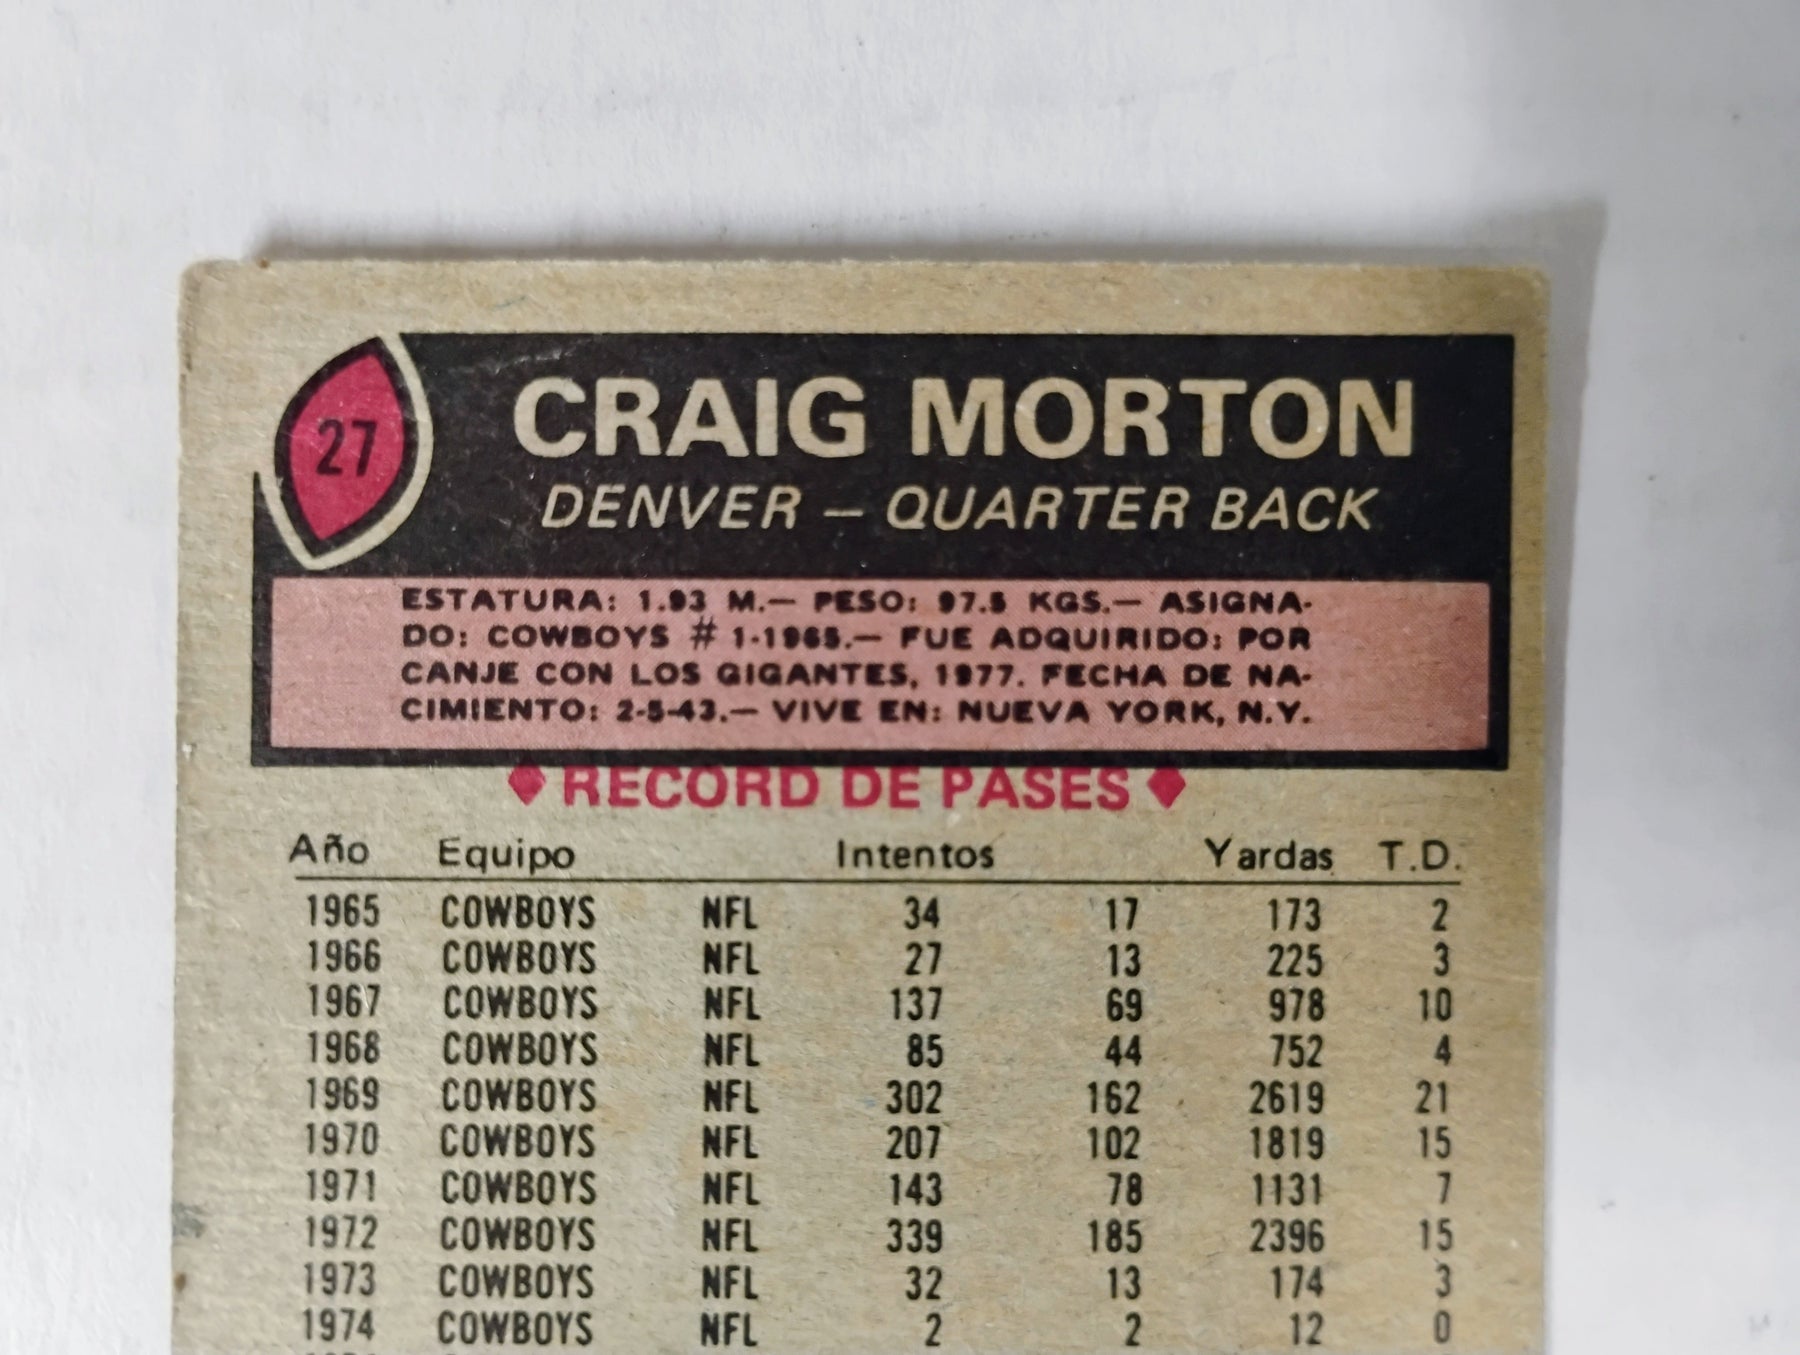 27
CRAIG MORTON
DENVER – QUARTER BACK
ESTATURA: 1.93 M.— PESO: 97.5 KGS.— ASIGNA-
DO: COWBOYS # 1-1965.— FUE ADQUIRIDO: POR
CANJE CON LOS GIGANTES, 1977. FECHA DE NA-
CIMIENTO: 2-5-43.— VIVE EN: NUEVA YORK, N.Y.
♦ RECORD DE PASES ♦
Año Equipo Intentos Yardas T.D.
1965 COWBOYS NFL 34 17 173 2
1966 COWBOYS NFL 27 13 225 3
1967 COWBOYS NFL 137 69 978 10
1968 COWBOYS NFL 85 44 752 4
1969 COWBOYS NFL 302 162 2619 21
1970 COWBOYS NFL 207 102 1819 15
1971 COWBOYS NFL 143 78 1131 7
1972 COWBOYS NFL 339 185 2396 15
1973 COWBOYS NFL 32 13 174 3
1974 COWBOYS NFL 2 2 12 0